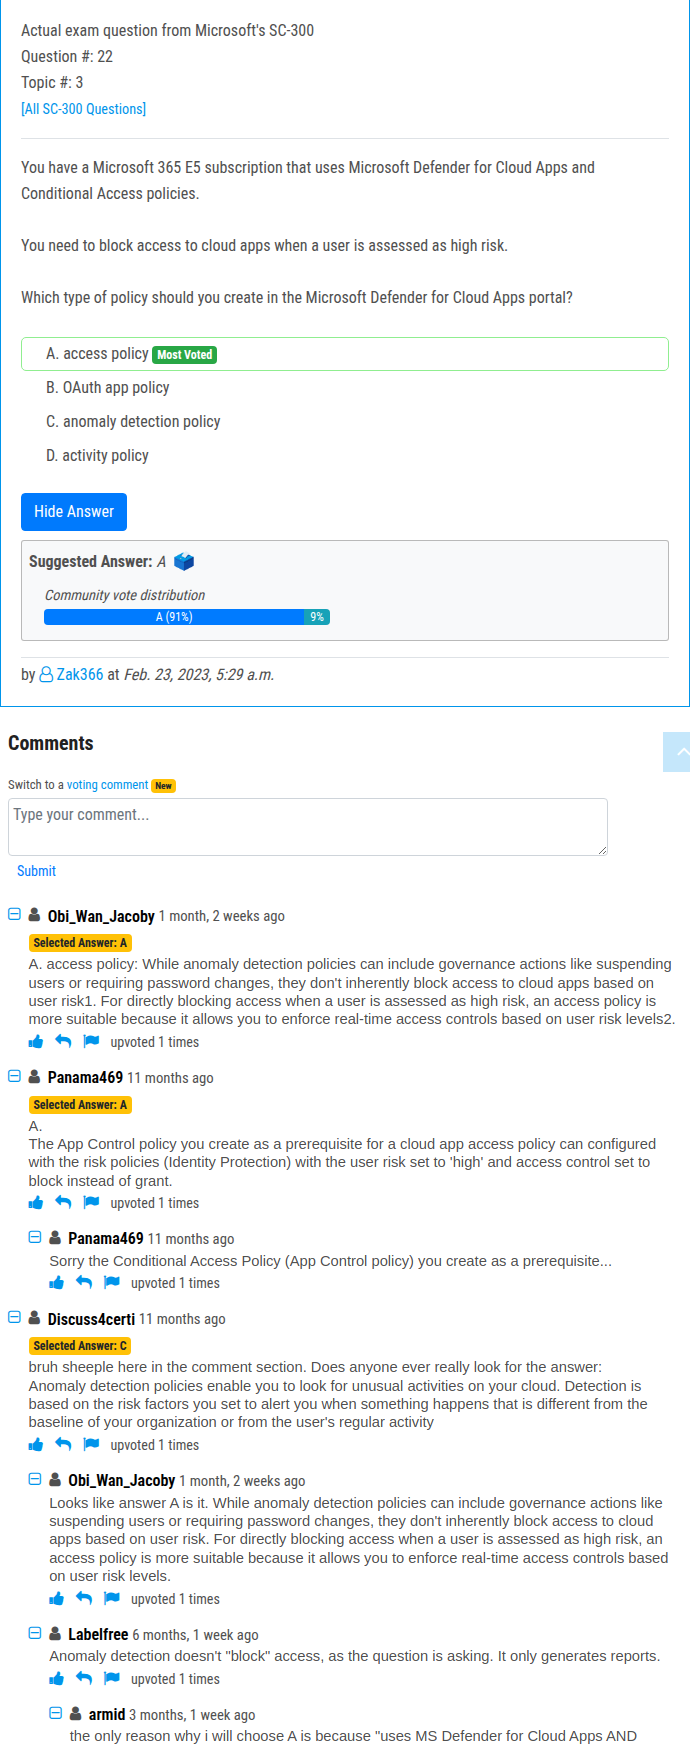 Actual exam question from Microsoft's SC-300
Question #: 22
Topic #: 3
[All SC-300 Questions]
You have a Microsoft 365 E5 subscription that uses Microsoft Defender for Cloud Apps and
Conditional Access policies.
You need to block access to cloud apps when a user is assessed as high risk.
Which type of policy should you create in the Microsoft Defender for Cloud Apps portal?
A. access policy Most Voted
B. OAuth app policy
C. anomaly detection policy
D. activity policy
Hide Answer
Suggested Answer: A
Community vote distribution
A (91%) 9%
by Zak366 at Feb. 23, 2023, 5:29 a.m.
Comments
Switch to a voting comment New
Type your comment...
Submit
Obi_Wan_Jacoby 1 month, 2 weeks ago
Selected Answer: A
A. access policy: While anomaly detection policies can include governance actions like suspending
users or requiring password changes, they don't inherently block access to cloud apps based on
user risk1. For directly blocking access when a user is assessed as high risk, an access policy is
more suitable because it allows you to enforce real-time access controls based on user risk levels2.
upvoted 1 times
Panama469 11 months ago
Selected Answer: A
A.
The App Control policy you create as a prerequisite for a cloud app access policy can configured
with the risk policies (Identity Protection) with the user risk set to 'high' and access control set to
block instead of grant.
upvoted 1 times
Panama469 11 months ago
Sorry the Conditional Access Policy (App Control policy) you create as a prerequisite...
upvoted 1 times
Discuss4certi 11 months ago
Selected Answer: C
bruh sheeple here in the comment section. Does anyone ever really look for the answer:
Anomaly detection policies enable you to look for unusual activities on your cloud. Detection is
based on the risk factors you set to alert you when something happens that is different from the
baseline of your organization or from the user's regular activity
upvoted 1 times
Obi_Wan_Jacoby 1 month, 2 weeks ago
Looks like answer A is it. While anomaly detection policies can include governance actions like
suspending users or requiring password changes, they don't inherently block access to cloud
apps based on user risk. For directly blocking access when a user is assessed as high risk, an
access policy is more suitable because it allows you to enforce real-time access controls based
on user risk levels.
upvoted 1 times
Labelfree 6 months, 1 week ago
Anomaly detection doesn't "block" access, as the question is asking. It only generates reports.
upvoted 1 times
armid 3 months, 1 week ago
the only reason why i will choose A is because "uses MS Defender for Cloud Apps AND